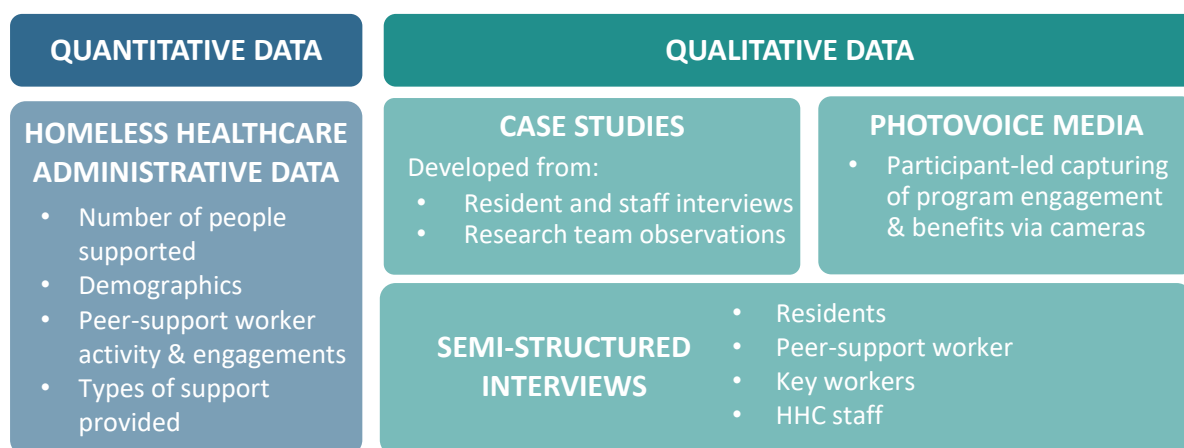 QUANTITATIVE DATA
HOMELESS HEALTHCARE
ADMINISTRATIVE DATA
• Number of people
supported
• Demographics
• Peer-support worker
activity & engagements
• Types of support
provided
QUALITATIVE DATA
CASE STUDIES
Developed from:
• Resident and staff interviews
• Research team observations
PHOTOVOICE MEDIA
• Participant-led capturing
of program engagement
& benefits via cameras
SEMI-STRUCTURED
INTERVIEWS
• Residents
• Peer-support worker
• Key workers
• HHC staff